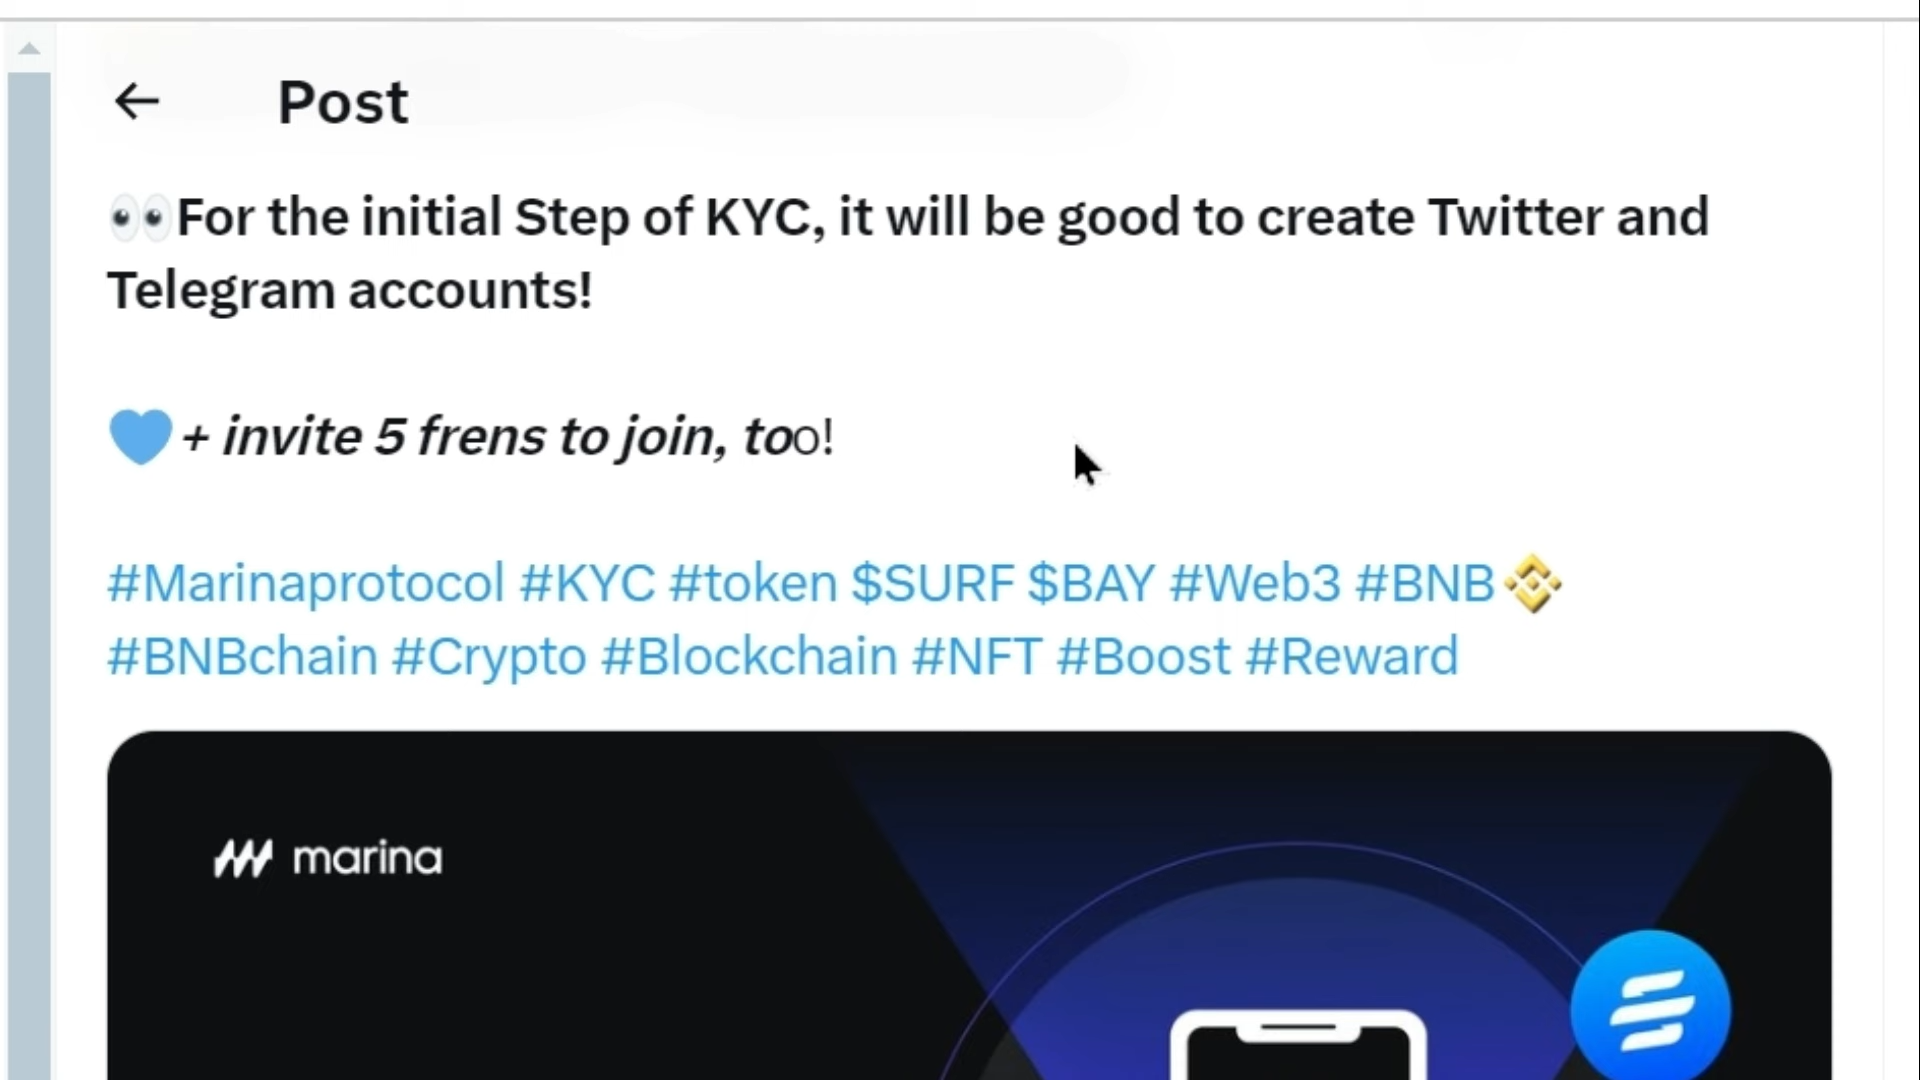 Post
👀For the initial Step of KYC, it will be good to create Twitter and
Telegram accounts!
💙+ invite 5 frens to join, too!
#Marinaprotocol #KYC #token $SURF $BAY #Web3 #BNB
#BNBchain #Crypto #Blockchain #NFT #Boost #Reward
marina